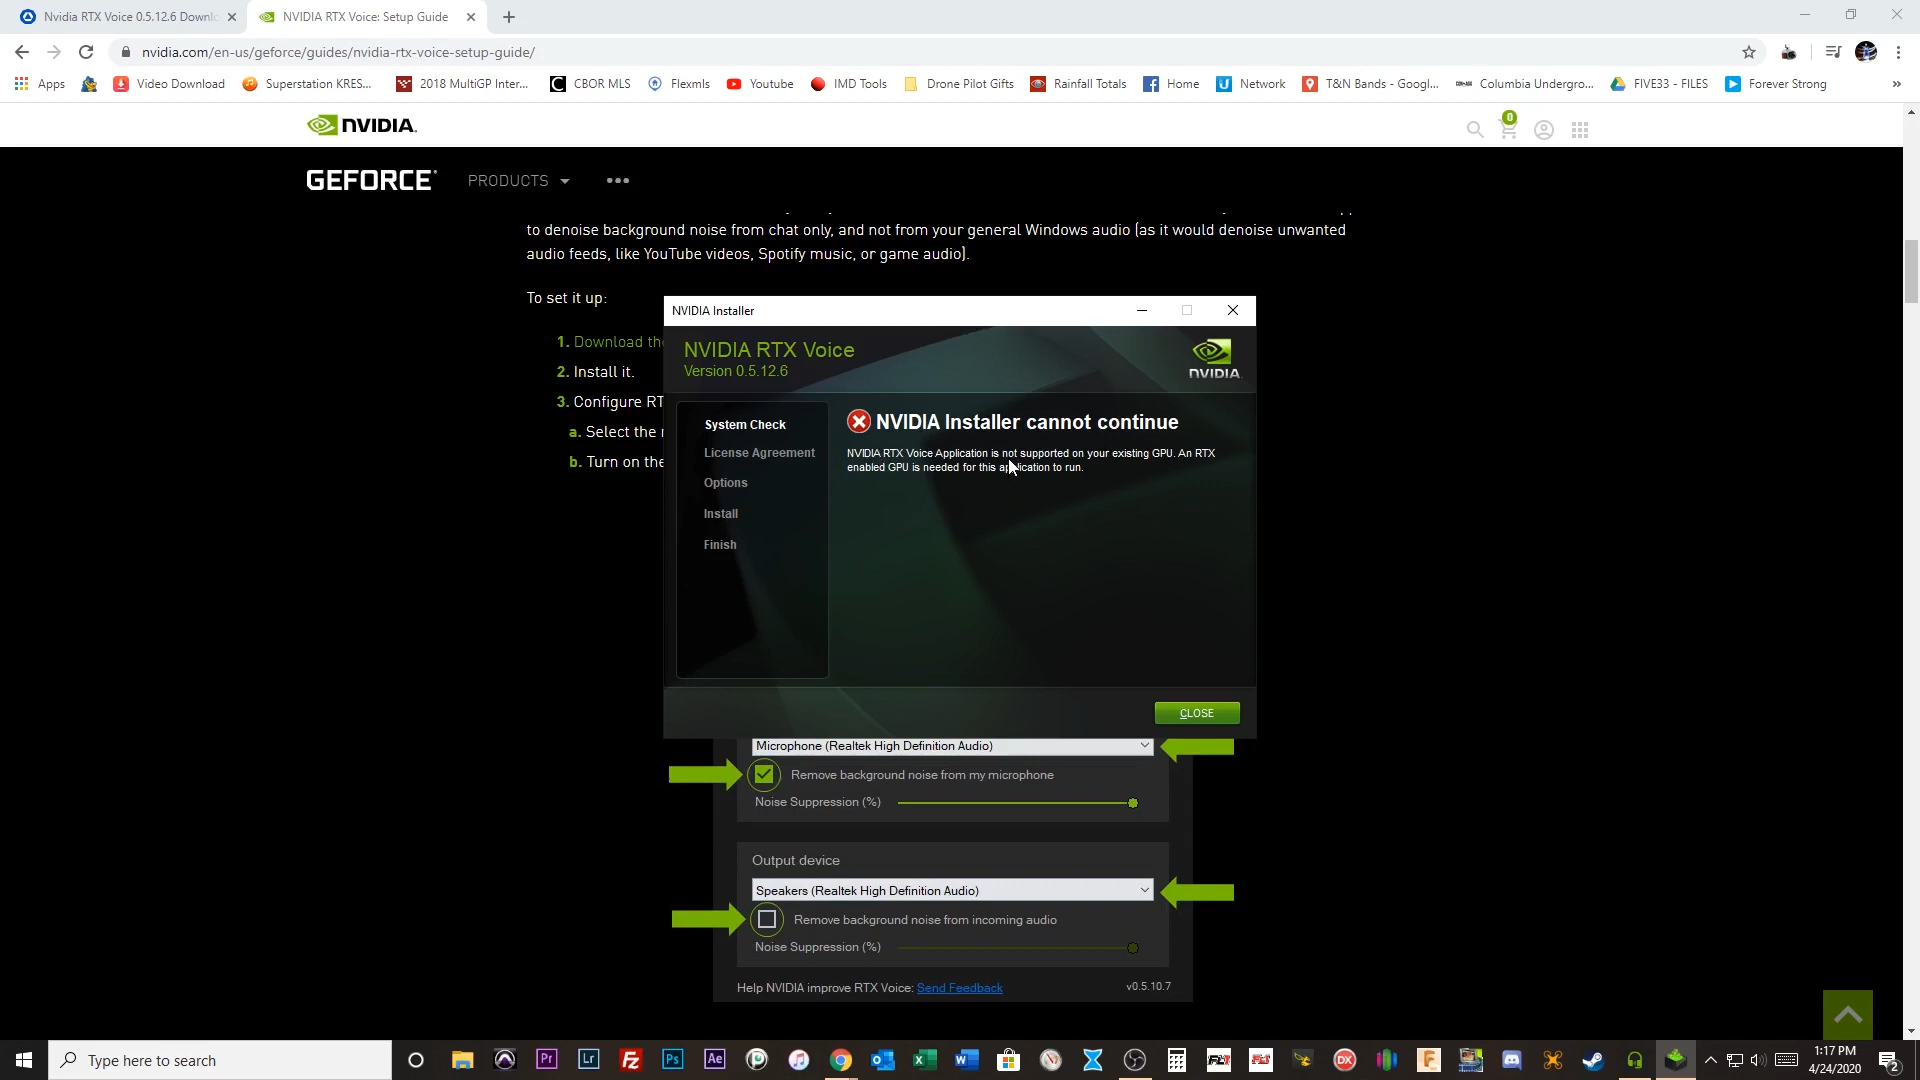 Nvidia RTX Voice 0.5.12.6 Downl
NVIDIA RTX Voice: Setup Guide
nvidia.com/en-us/geforce/guides/nvidia-rtx-voice-setup-guide/
Apps Video Download Superstation KRES... 2018 MultiGP Inter... CBOR MLS Flexmls Youtube IMD Tools Drone Pilot Gifts Rainfall Totals Home Network T&N Bands - Googl... Columbia Undergro... FIVE33 - FILES Forever Strong »
NVIDIA.
0
GEFORCE PRODUCTS •••
to denoise background noise from chat only, and not from your general Windows audio (as it would denoise unwanted
audio feeds, like YouTube videos, Spotify music, or game audio).
To set it up:
1. Download the
2. Install it.
3. Configure RT
a. Select the
b. Turn on the
NVIDIA Installer
NVIDIA RTX Voice
Version 0.5.12.6
NVIDIA.
System Check
License Agreement
Options
Install
Finish
NVIDIA Installer cannot continue
NVIDIA RTX Voice Application is not supported on your existing GPU. An RTX
enabled GPU is needed for this application to run.
CLOSE
Microphone (Realtek High Definition Audio)
Remove background noise from my microphone
Noise Suppression (%)
Output device
Speakers (Realtek High Definition Audio)
Remove background noise from incoming audio
Noise Suppression (%)
Help NVIDIA improve RTX Voice: Send Feedback
v0.5.10.7
Type here to search
Pr Lr Fz Ps Ae
DX
1:17 PM
4/24/2020
2